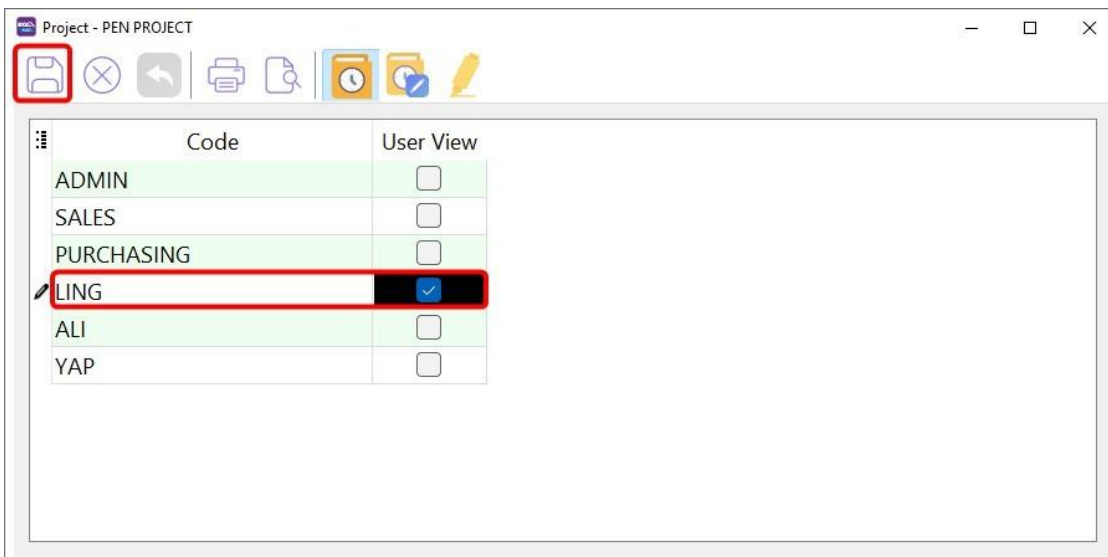 Project - PEN PROJECT
Code User View
ADMIN
SALES
PURCHASING
LING
ALI
YAP